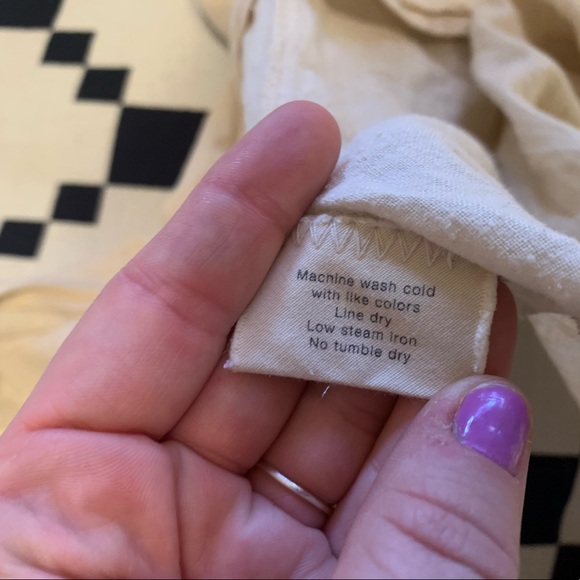 Machine wash cold
with like colors
Line dry
Low steam iron
No tumble dry